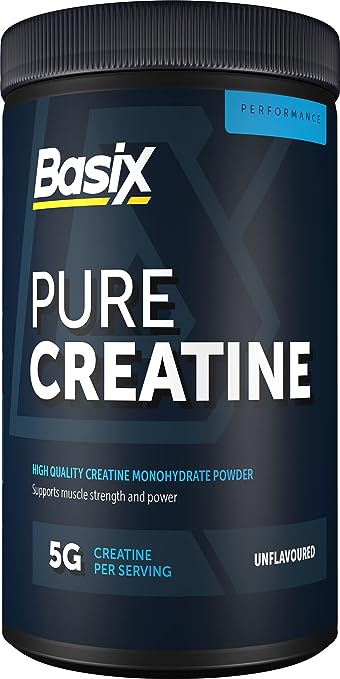 PERFORMANCE
BasiX
PURE
CREATINE
HIGH QUALITY CREATINE MONOHYDRATE POWDER
Supports muscle strength and power
5G
CREATINE
PER SERVING
UNFLAVOURED